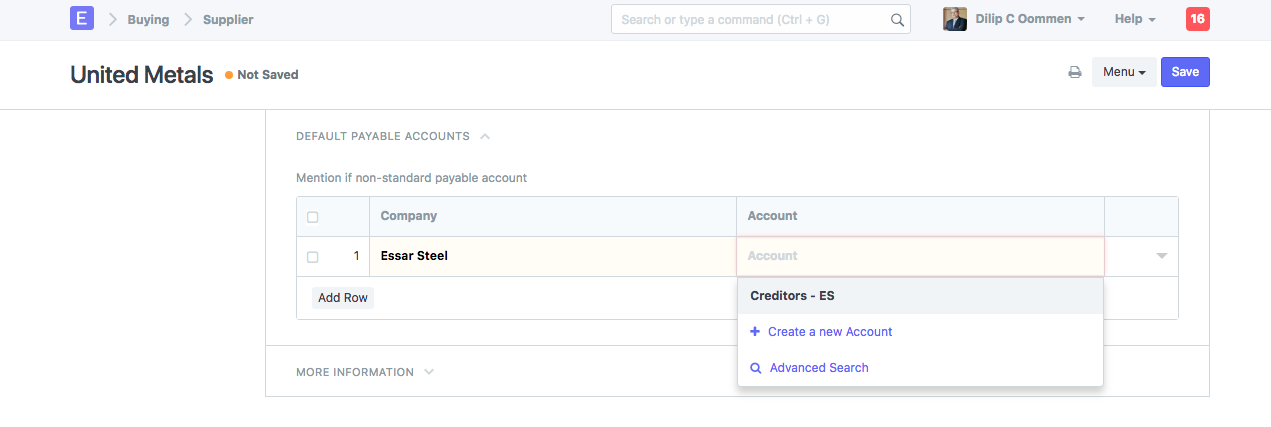 E Buying Supplier Search or type a command (Ctrl + G) Dilip C Oommen Help 16
United Metals Not Saved Menu Save
DEFAULT PAYABLE ACCOUNTS
Mention if non-standard payable account
Company Account
1 Essar Steel Account
Add Row
Creditors - ES
Create a new Account
Advanced Search
MORE INFORMATION